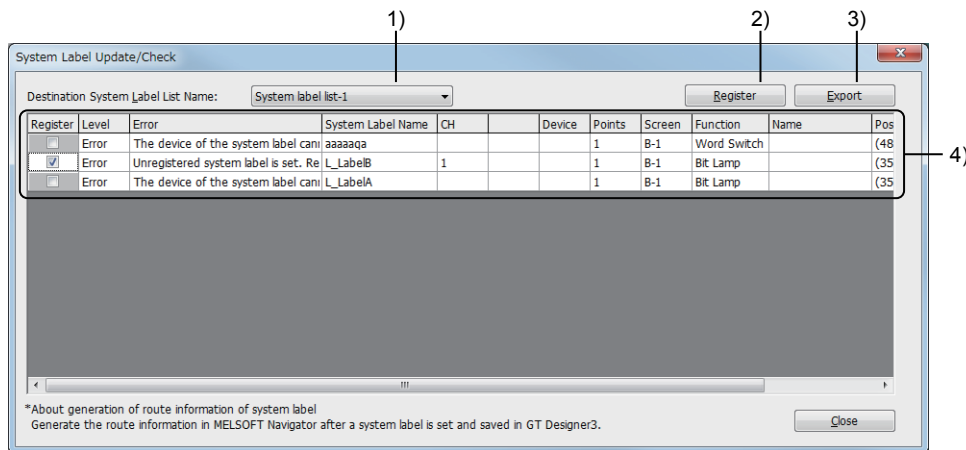 1) 2) 3)
System Label Update/Check
Destination System Label List Name: System label list-1 Register Export
Register Level Error System Label Name CH Device Points Screen Function Name Pos
Error The device of the system label can aaaaqa 1 B-1 Word Switch (48
Error Unregistered system label is set. Re L_LabelB 1 1 B-1 Bit Lamp (35
Error The device of the system label can L_LabelA 1 B-1 Bit Lamp (35
4)
*About generation of route information of system label
Generate the route information in MELSOFT Navigator after a system label is set and saved in GT Designer3. Close